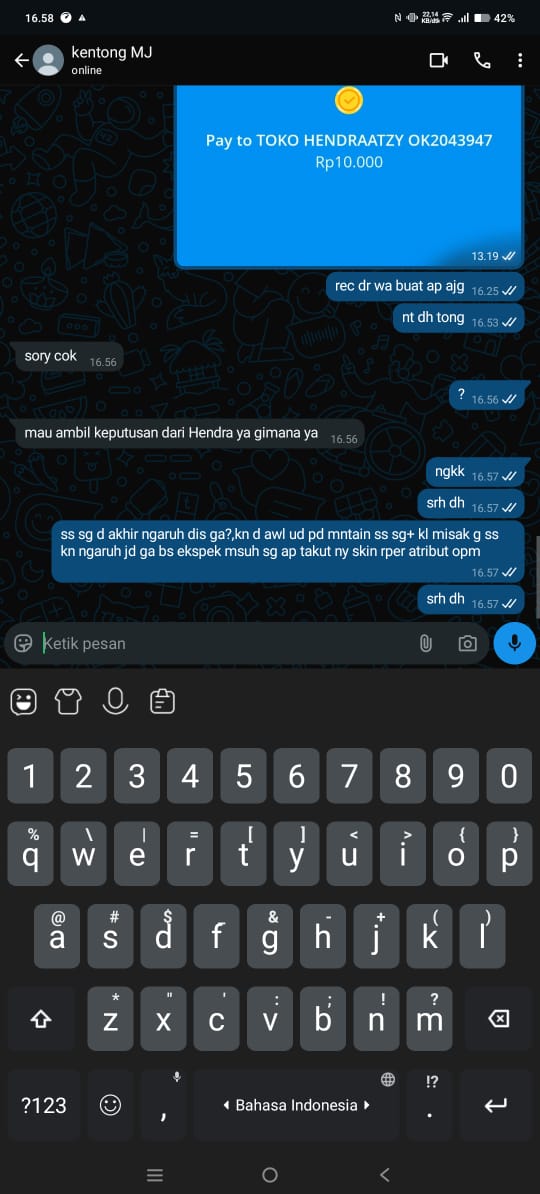 16.58
22,14 KB/dtk
42%
kentong MJ
online
Pay to TOKO HENDRAATZY OK2043947
Rp10.000
13.19
rec dr wa buat ap ajg 16.25
nt dh tong 16.53
sory cok 16.56
? 16.56
mau ambil keputusan dari Hendra ya gimana ya 16.56
ngkk 16.57
srh dh 16.57
ss sg d akhir ngaruh dis ga?,kn d awl ud pd mntain ss sg+ kl misak g ss
kn ngaruh jd ga bs ekspek msuh sg ap takut ny skin rper atribut opm
16.57
srh dh 16.57
Ketik pesan
1 2 3 4 5 6 7 8 9 0
% \ | = [ ] < > { }
q w e r t y u i o p
@ # $ & - + ( )
a s d f g h j k l
* " ' : ; ! ?
z x c v b n m
!?
?123 , Bahasa Indonesia .